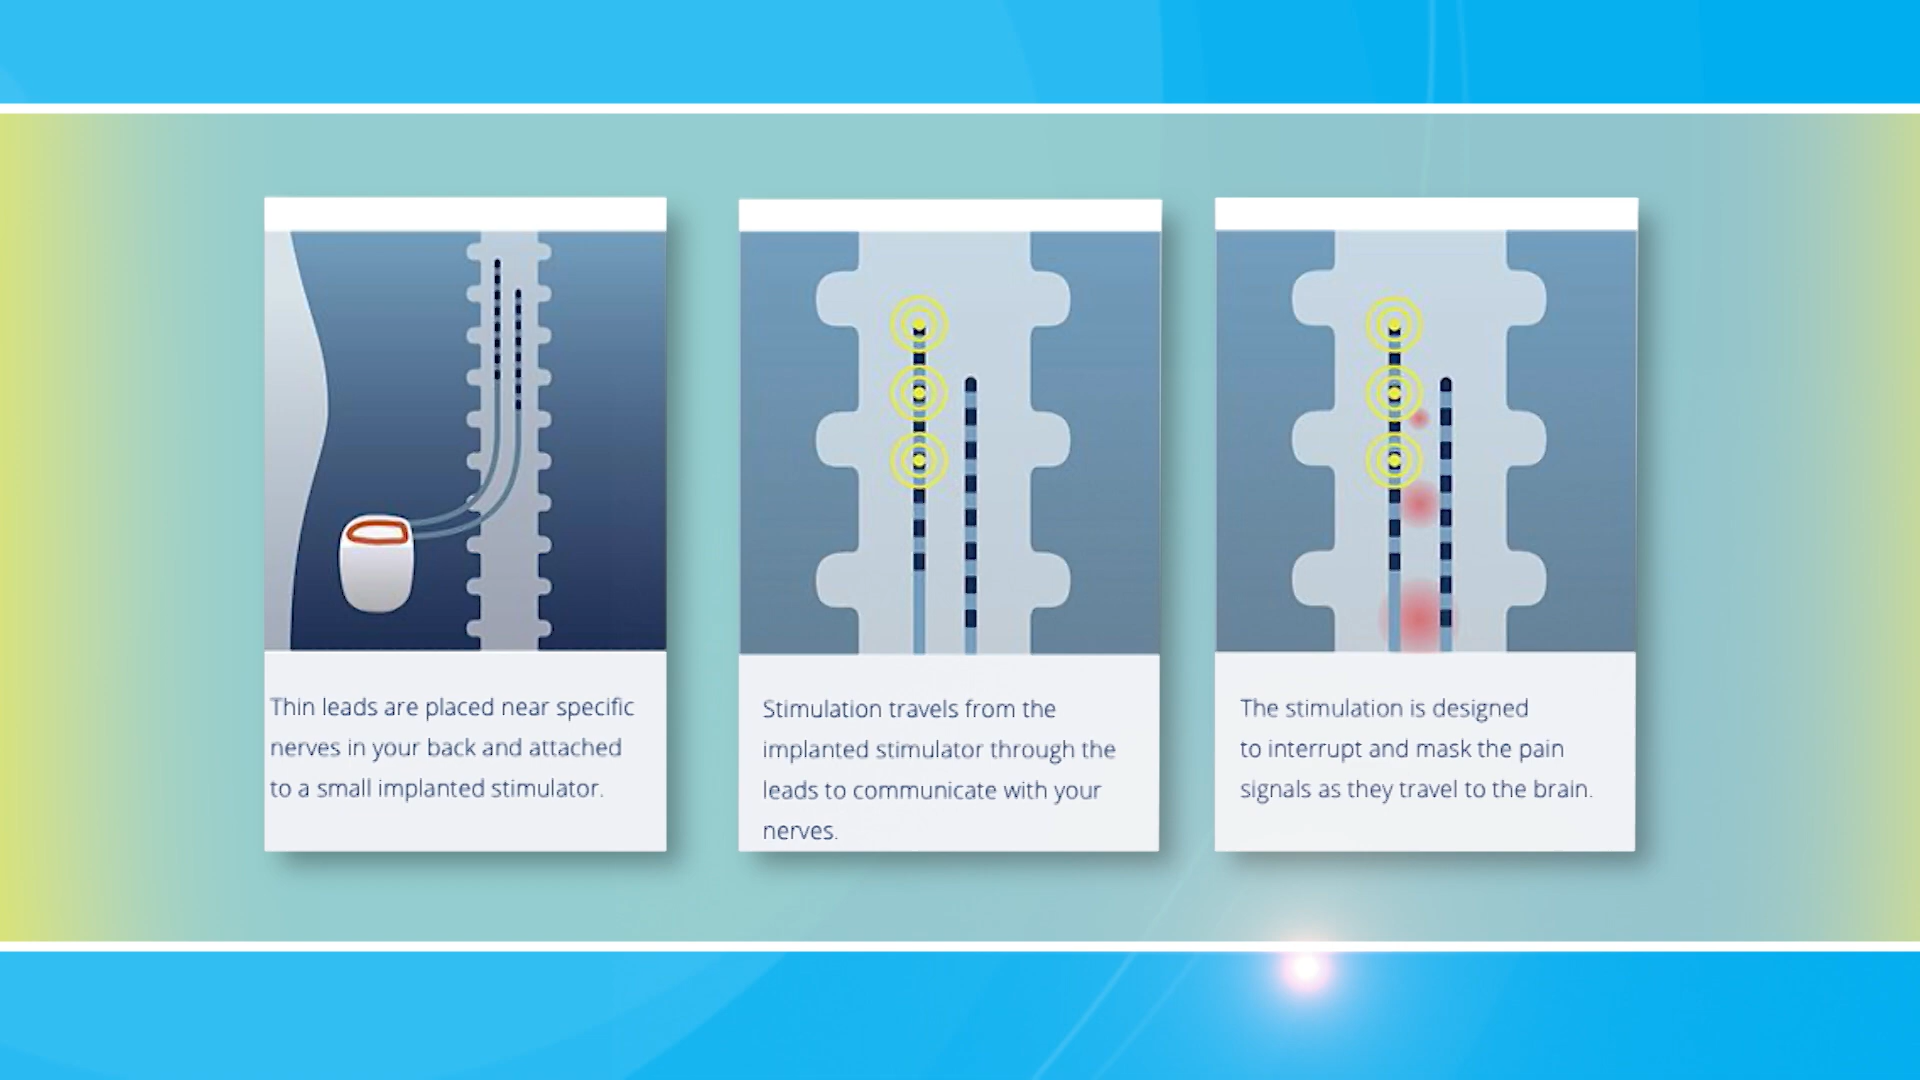 Thin leads are placed near specific
nerves in your back and attached
to a small implanted stimulator.
Stimulation travels from the
implanted stimulator through the
leads to communicate with your
nerves.
The stimulation is designed
to interrupt and mask the pain
signals as they travel to the brain.